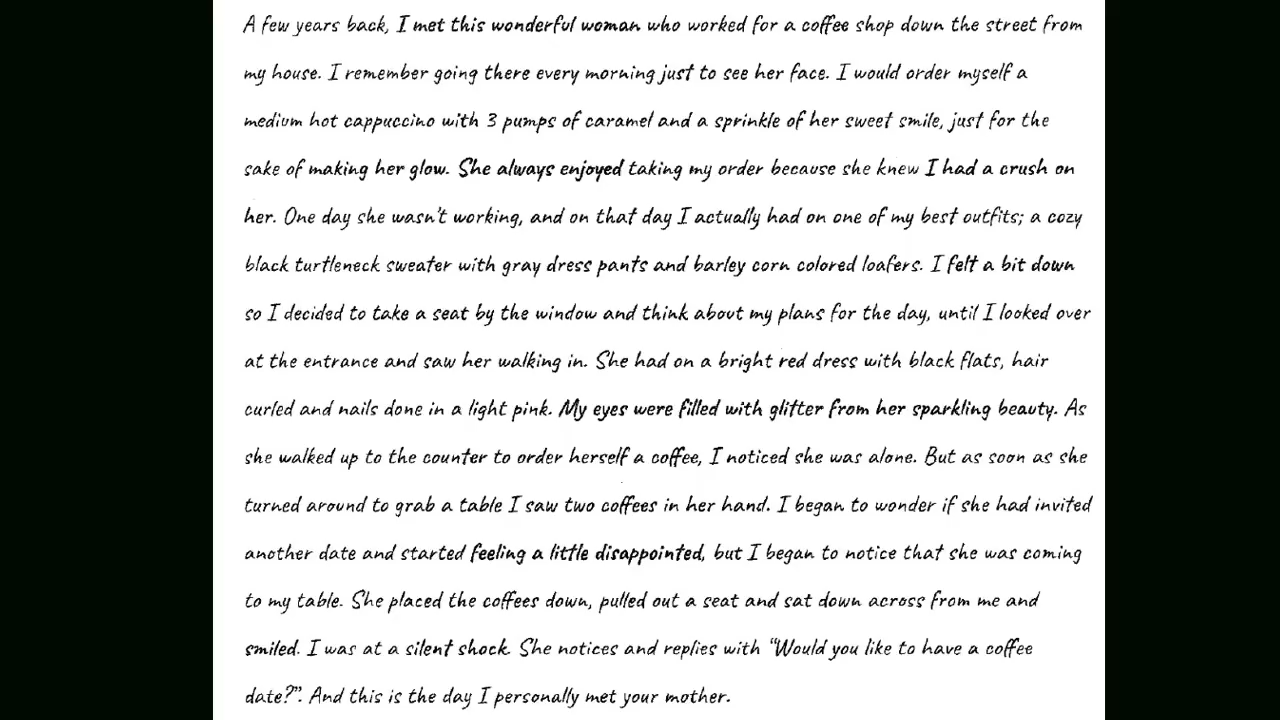 A few years back, I met this wonderful woman who worked for a coffee shop down the street from
my house. I remember going there every morning just to see her face. I would order myself a
medium hot cappuccino with 3 pumps of caramel and a sprinkle of her sweet smile, just for the
sake of making her glow. She always enjoyed taking my order because she knew I had a crush on
her. One day she wasn't working, and on that day I actually had on one of my best outfits; a cozy
black turtleneck sweater with gray dress pants and barley corn colored loafers. I felt a bit down
so I decided to take a seat by the window and think about my plans for the day, until I looked over
at the entrance and saw her walking in. She had on a bright red dress with black flats, hair
curled and nails done in a light pink. My eyes were filled with glitter from her sparkling beauty. As
she walked up to the counter to order herself a coffee, I noticed she was alone. But as soon as she
turned around to grab a table I saw two coffees in her hand. I began to wonder if she had invited
another date and started feeling a little disappointed, but I began to notice that she was coming
to my table. She placed the coffees down, pulled out a seat and sat down across from me and
smiled. I was at a silent shock. She notices and replies with “Would you like to have a coffee
date?”. And this is the day I personally met your mother.